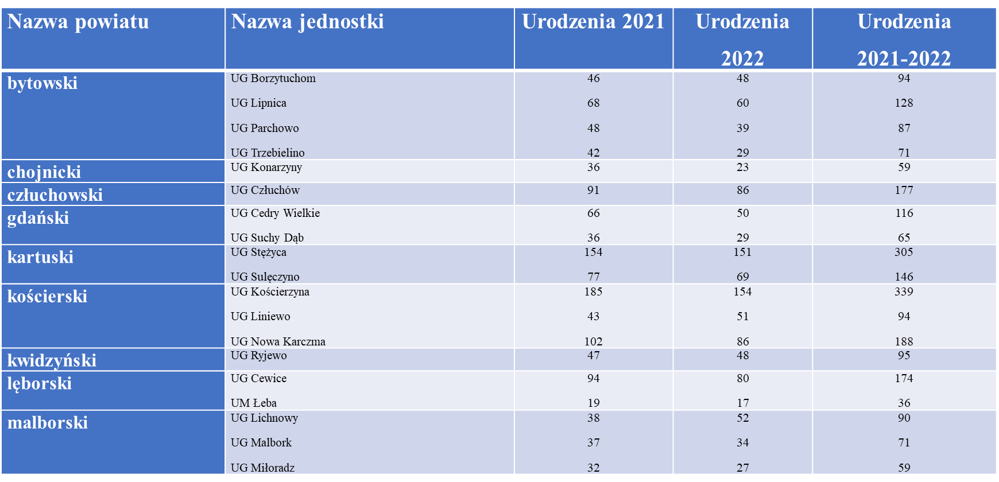 Nazwa powiatu Nazwa jednostki Urodzenia 2021 Urodzenia Urodzenia
2022 2021-2022
bytowski UG Borzytuchom 46 48 94
UG Lipnica 68 60 128
UG Parchowo 48 39 87
UG Trzebielino 42 29 71
chojnicki UG Konarzyny 36 23 59
człuchowski UG Człuchów 91 86 177
gdański UG Cedry Wielkie 66 50 116
UG Suchy Dąb 36 29 65
kartuski UG Stężyca 154 151 305
UG Sulęczyno 77 69 146
kościerski UG Kościerzyna 185 154 339
UG Liniewo 43 51 94
UG Nowa Karczma 102 86 188
kwidzyński UG Ryjewo 47 48 95
lęborski UG Cewice 94 80 174
UM Łeba 19 17 36
malborski UG Lichnowy 38 52 90
UG Malbork 37 34 71
UG Miłoradz 32 27 59